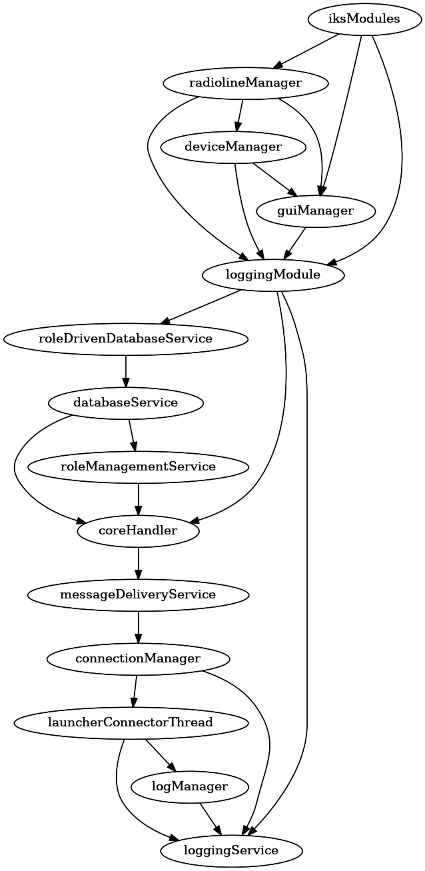 iksModules
radiolineManager
deviceManager
guiManager
loggingModule
roleDrivenDatabaseService
databaseService
roleManagementService
coreHandler
messageDeliveryService
connectionManager
launcherConnectorThread
logManager
loggingService